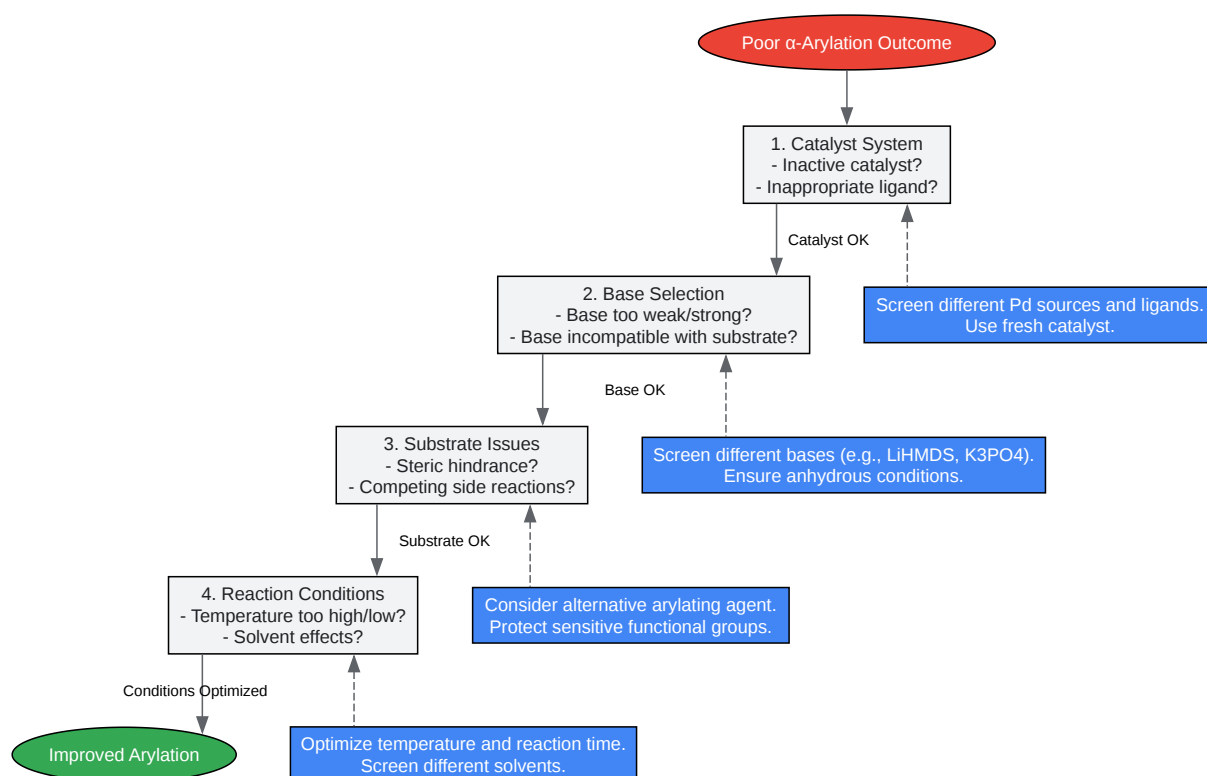 Poor α-Arylation Outcome
1. Catalyst System
- Inactive catalyst?
- Inappropriate ligand?
Catalyst OK
2. Base Selection
- Base too weak/strong?
- Base incompatible with substrate?
Screen different Pd sources and ligands.
Use fresh catalyst.
Base OK
3. Substrate Issues
- Steric hindrance?
- Competing side reactions?
Screen different bases (e.g., LiHMDS, K3PO4).
Ensure anhydrous conditions.
Substrate OK
4. Reaction Conditions
- Temperature too high/low?
- Solvent effects?
Consider alternative arylating agent.
Protect sensitive functional groups.
Conditions Optimized
Improved Arylation
Optimize temperature and reaction time.
Screen different solvents.